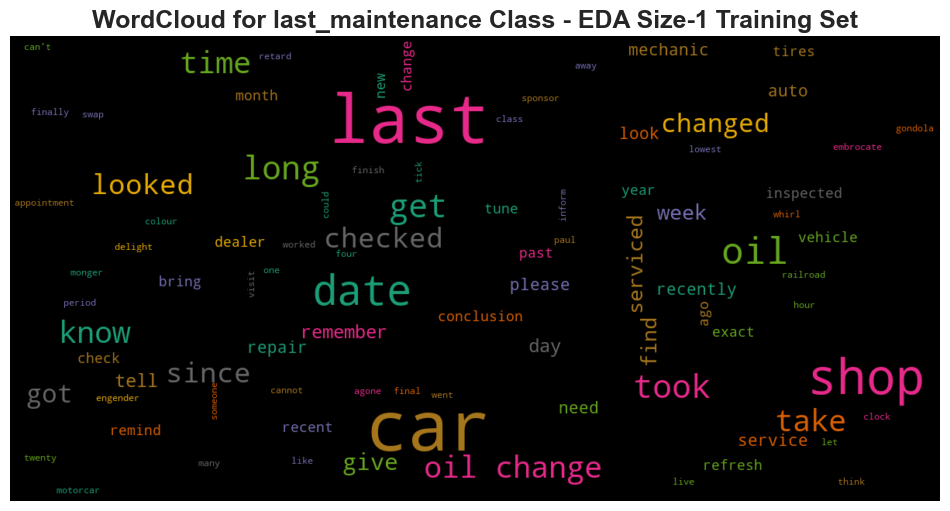 WordCloud for last_maintenance Class - EDA Size-1 Training Set
can't
time
retard
change
new
mechanic
tires
away
month
sponsor
auto
finally
swap
last
class
look
changed
gondola
lowest
embrocate
long
finish
tick
looked
appointment
colour
could
get
tune
inform
year
week
inspected
whirl
delight
dealer
worked
checked
four
paul
past
serviced
oil
vehicle
monger
one
bring
visit
date
please
recently
railroad
period
conclusion
ago
hour
know
remember
find
exact
check
repair
day
tell
since
got
engender
someone
cannot
agone
final
went
took
shop
need
take
clock
remind
recent
car
service
let
twenty
many
like
give
oil change
refresh
motorcar
live
think